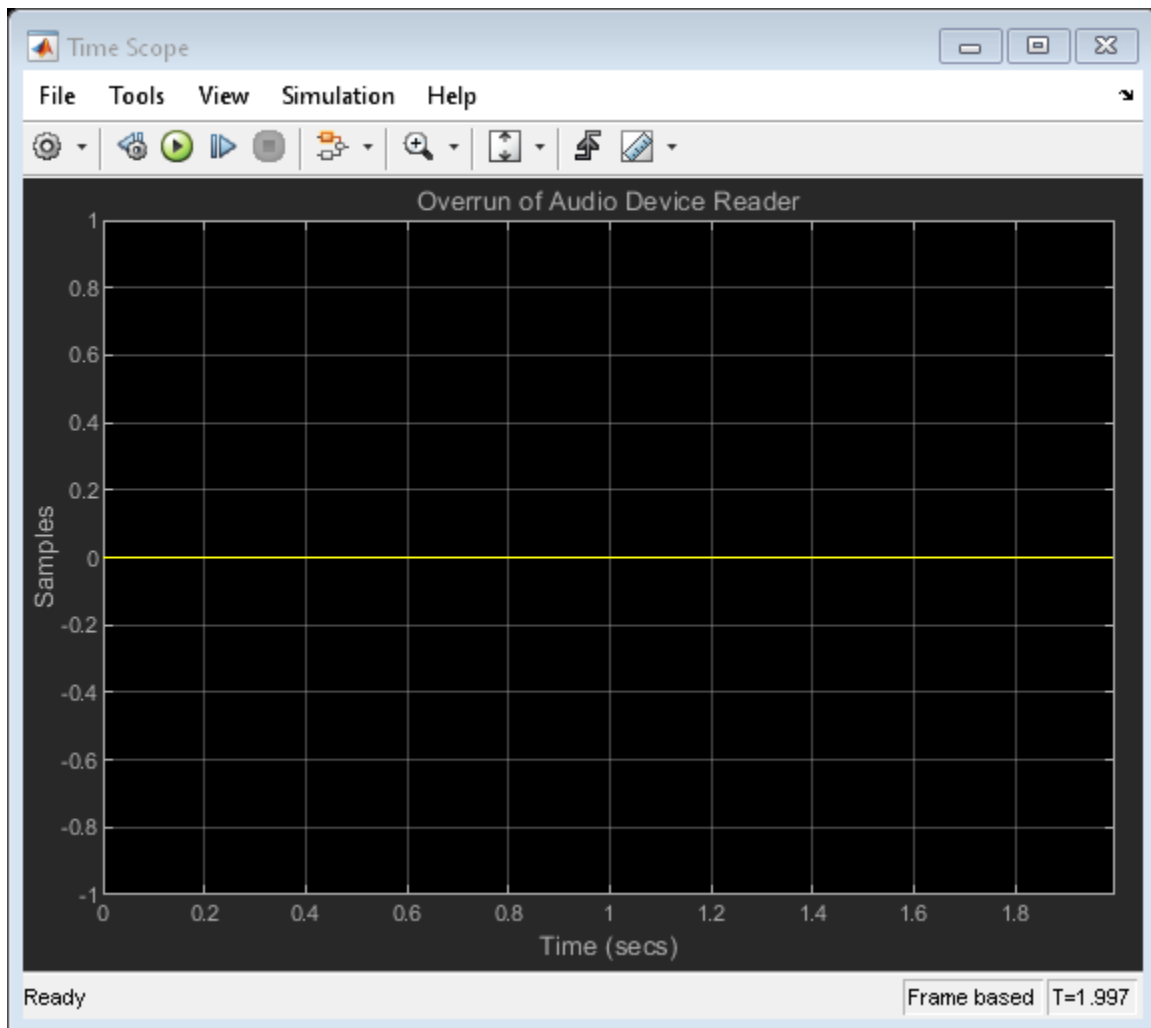 Time Scope
File Tools View Simulation Help
Overrun of Audio Device Reader
1
0.8
0.6
0.4
0.2
0
-0.2
-0.4
-0.6
-0.8
-1
Samples
0 0.2 0.4 0.6 0.8 1 1.2 1.4 1.6 1.8
Time (secs)
Ready Frame based T=1.997